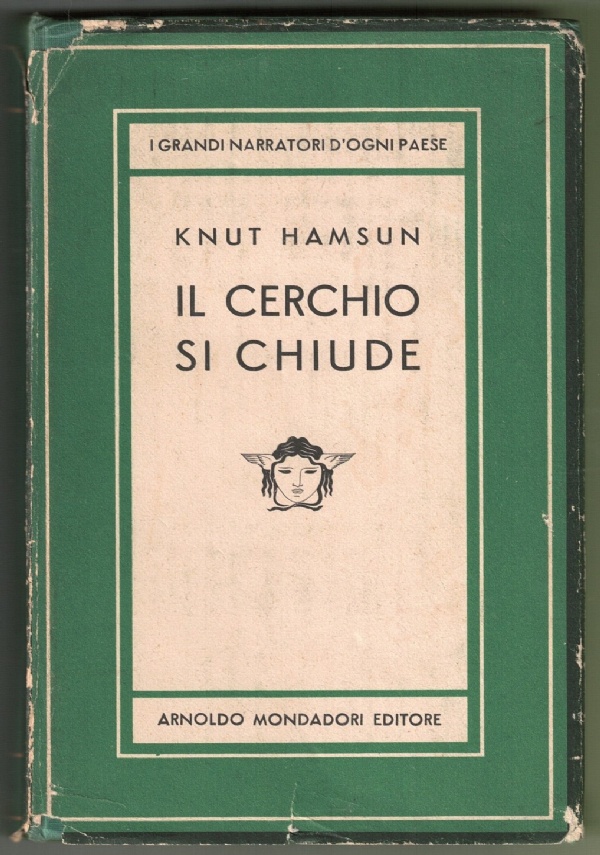 I GRANDI NARRATORI D'OGNI PAESE
KNUT HAMSUN
IL CERCHIO
SI CHIUDE
ARNOLDO MONDADORI EDITORE